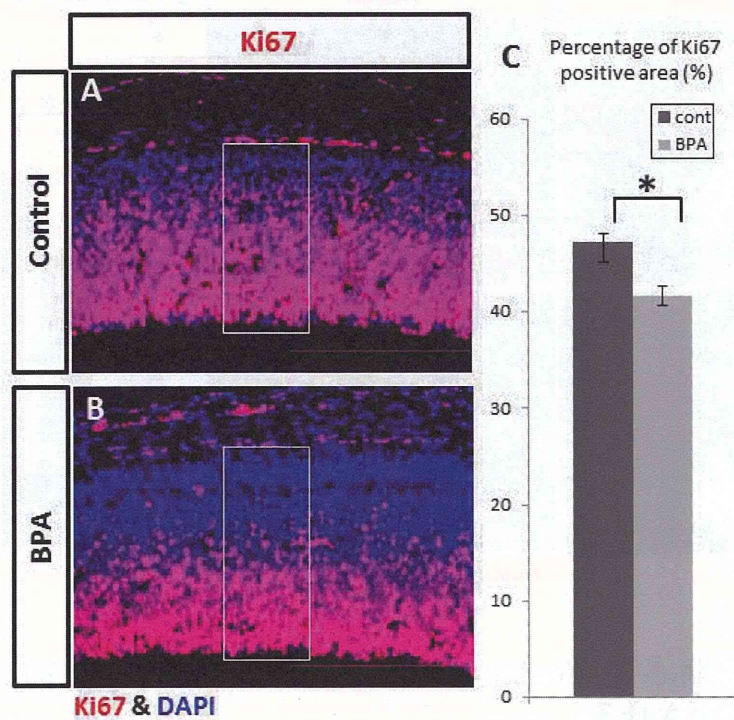 Ki67
A
Control
B
BPA
Ki67 & DAPI
C
Percentage of Ki67
positive area (%)
cont
BPA
*
60
50
40
30
20
10
0